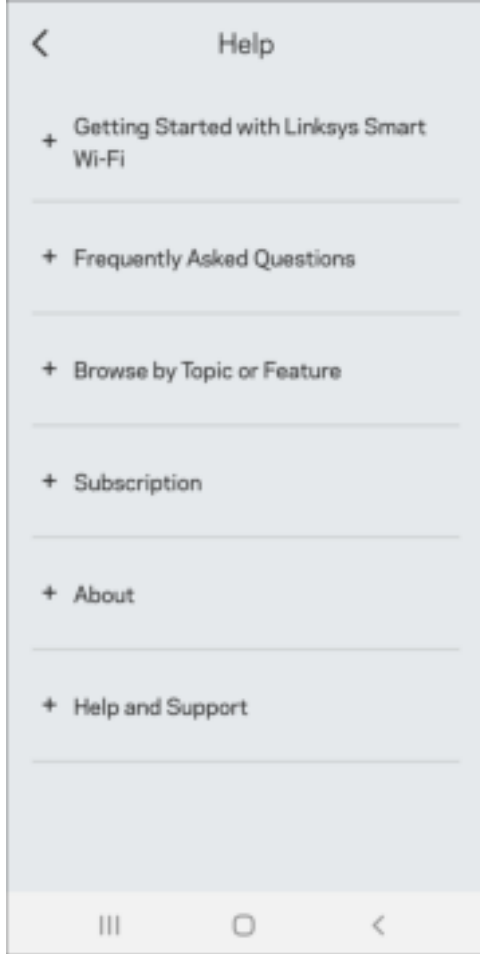 Help
Getting Started with Linksys Smart
Wi-Fi
Frequently Asked Questions
Browse by Topic or Feature
Subscription
About
Help and Support